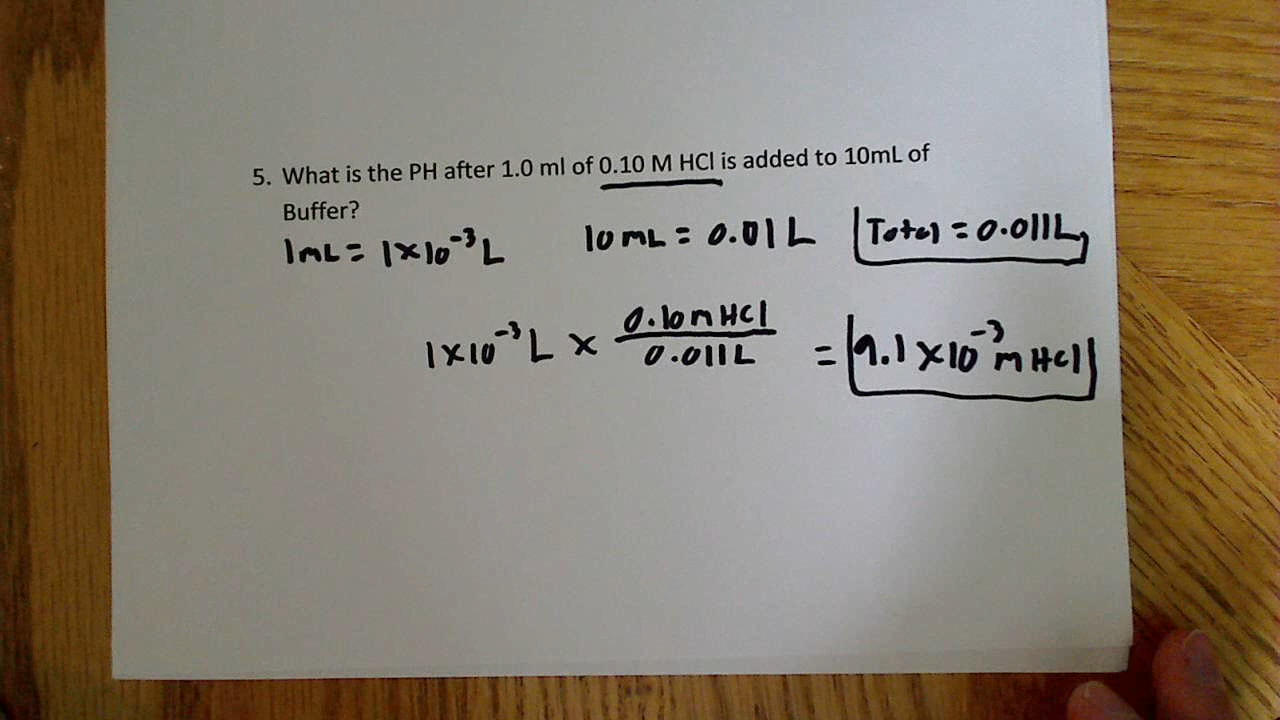 5. What is the PH after 1.0 ml of 0.10 M HCl is added to 10mL of
Buffer?
1mL = 1×10⁻³ L 10mL = 0.01 L Total = 0.011L
1×10⁻³ L × 0.10m HCl / 0.011L = 9.1×10⁻³ m HCl